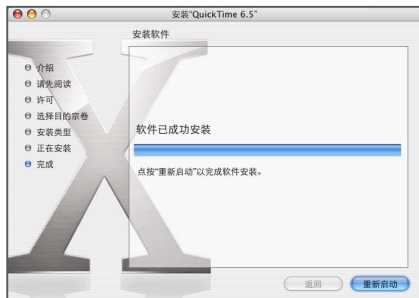 安装“QuickTime 6.5”
安装软件
介绍
请先阅读
许可
选择目的宗卷
安装类型
正在安装
完成
软件已成功安装
点按“重新启动”以完成软件安装。
返回
重新启动